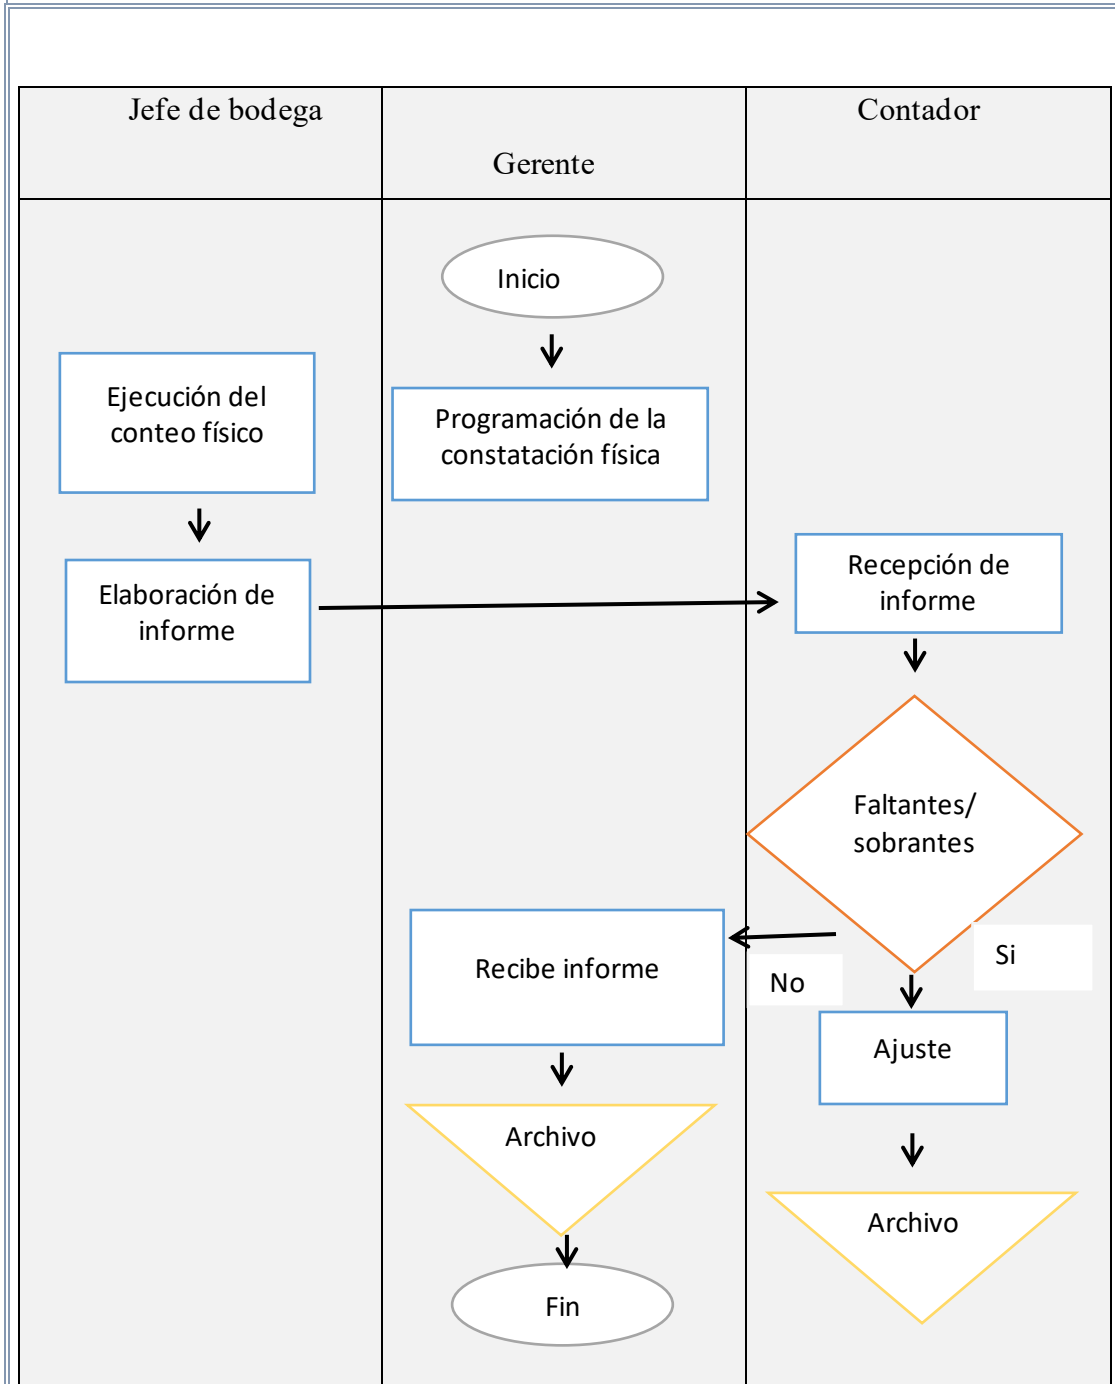 Jefe de bodega
Gerente
Contador
Inicio
Ejecución del
conteo físico
Programación de la
constatación física
Elaboración de
informe
Recepción de
informe
Faltantes/
sobrantes
Si
No
Recibe informe
Ajuste
Archivo
Archivo
Fin